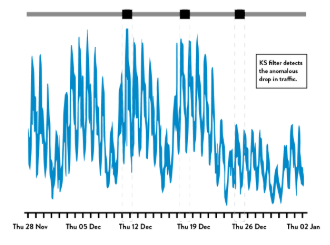 KS filter detects
the anomalous
drop in traffic.
Thu 28 Nov Thu 05 Dec Thu 12 Dec Thu 19 Dec Thu 26 Dec Thu 02 Jan